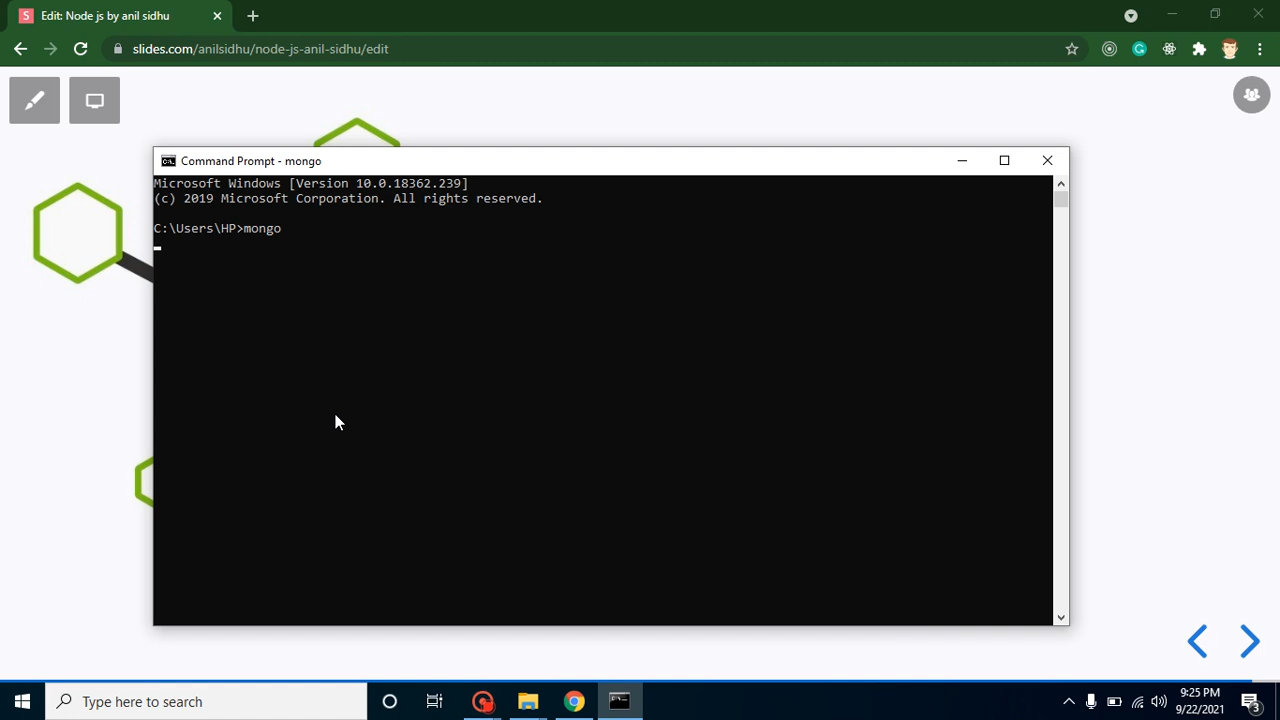 Edit: Node js by anil sidhu
slides.com/anilsidhu/node-js-anil-sidhu/edit
Command Prompt - mongo
Microsoft Windows [Version 10.0.18362.239]
(c) 2019 Microsoft Corporation. All rights reserved.
C:\Users\HP>mongo
Type here to search
9:25 PM
9/22/2021
3